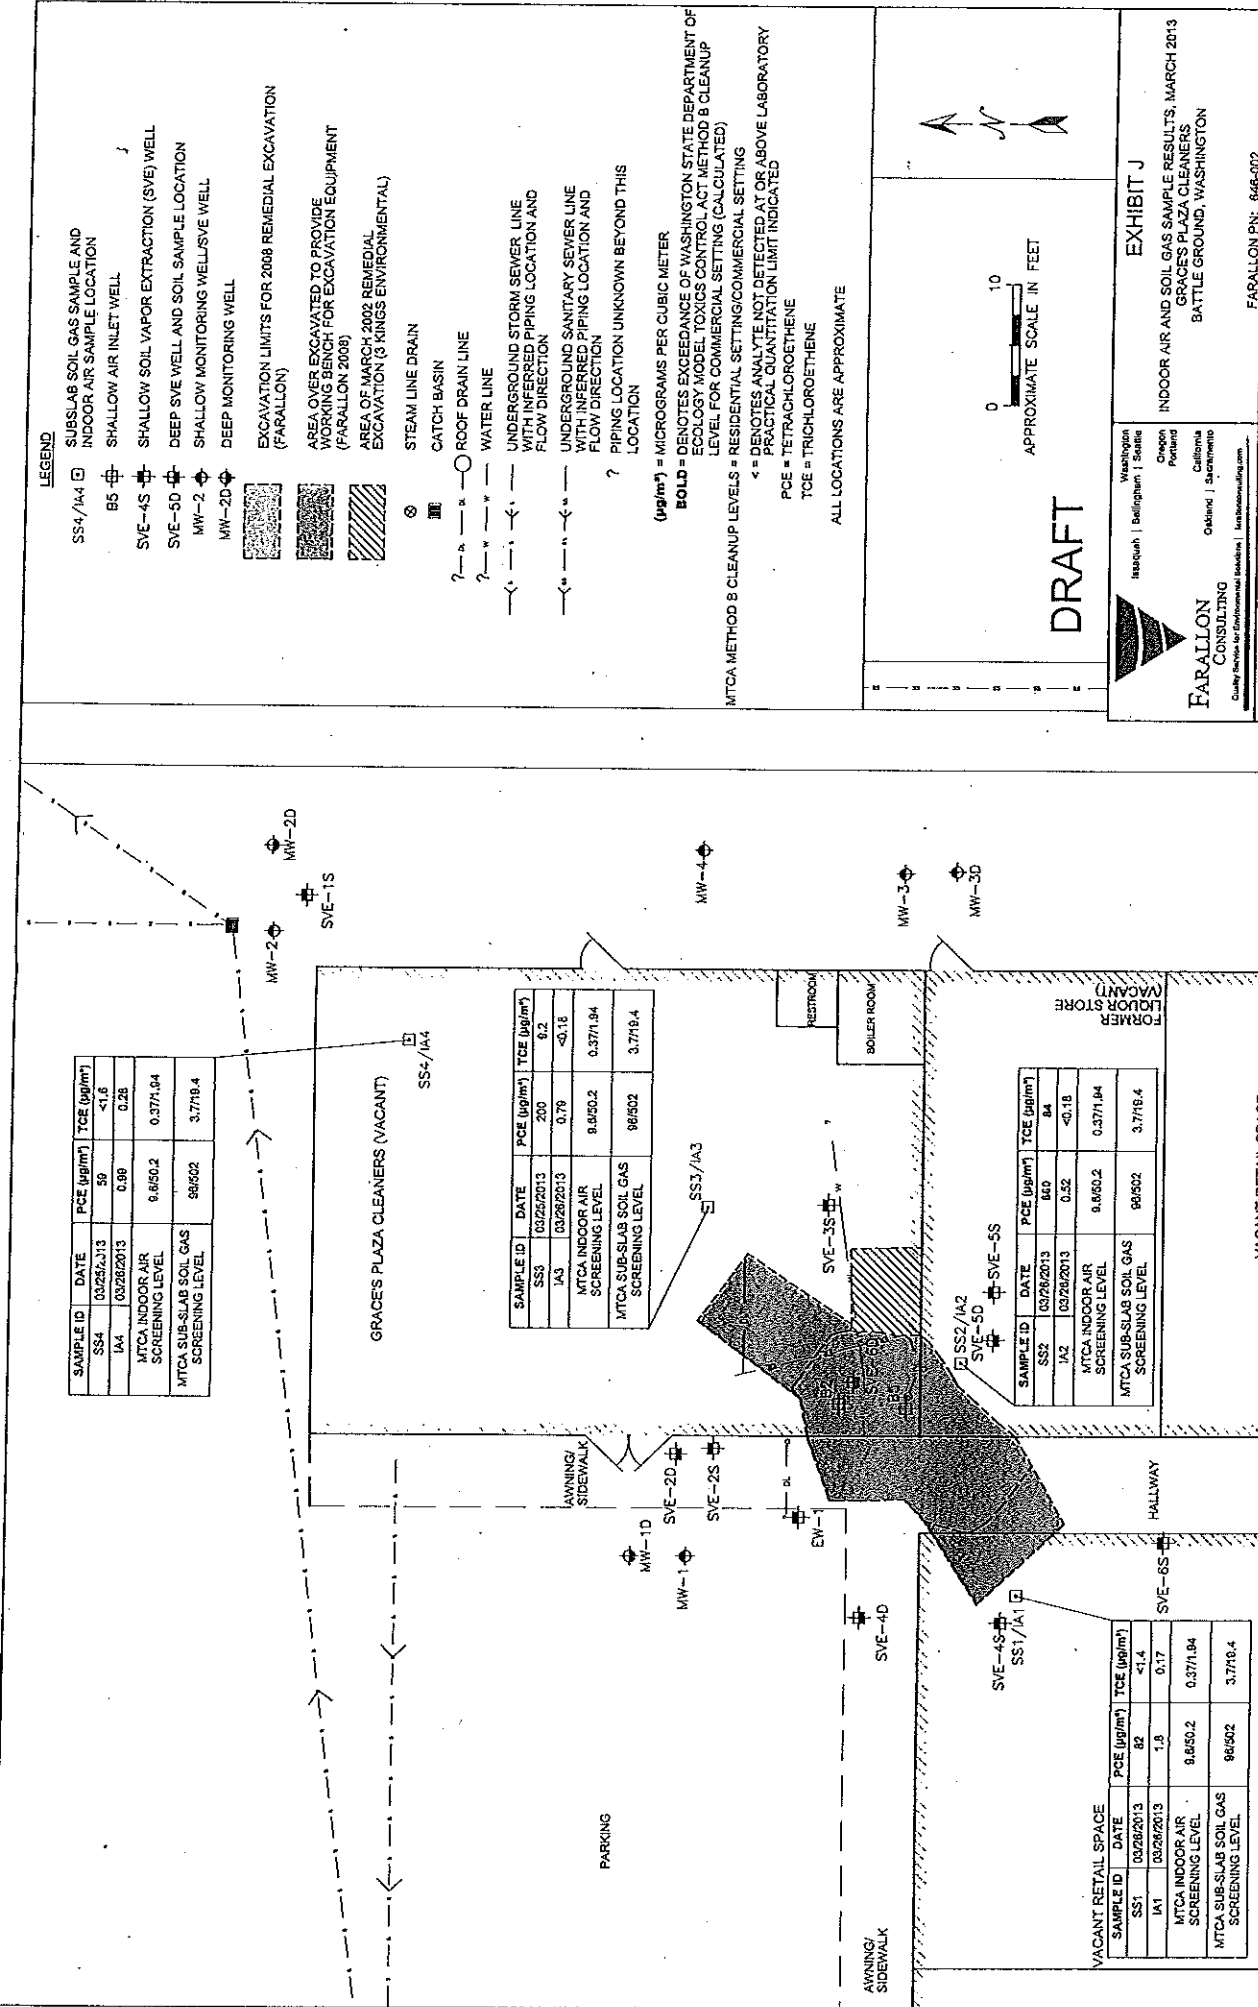 LEGEND
SS4/IA4 SUBSLAB SOIL GAS SAMPLE AND
INDOOR AIR SAMPLE LOCATION
B5 SHALLOW AIR INLET WELL
SVE-4S SHALLOW SOIL VAPOR EXTRACTION (SVE) WELL
SVE-5D DEEP SVE WELL AND SOIL SAMPLE LOCATION
MW-2 SHALLOW MONITORING WELL/SVE WELL
MW-2D DEEP MONITORING WELL
EXCAVATION LIMITS FOR 2008 REMEDIAL EXCAVATION
(FARALLON)
AREA OVER EXCAVATED TO PROVIDE
WORKING BENCH FOR EXCAVATION EQUIPMENT
(FARALLON 2008)
AREA OF MARCH 2002 REMEDIAL
EXCAVATION (3 KINGS ENVIRONMENTAL)
STEAM LINE DRAIN
CATCH BASIN
? DL DL ROOF DRAIN LINE
? W W WATER LINE
UNDERGROUND STORM SEWER LINE
WITH INFERRED PIPING LOCATION AND
FLOW DIRECTION
UNDERGROUND SANITARY SEWER LINE
WITH INFERRED PIPING LOCATION AND
FLOW DIRECTION
? PIPING LOCATION UNKNOWN BEYOND THIS
LOCATION
(µg/m³) = MICROGRAMS PER CUBIC METER
BOLD = DENOTES EXCEEDANCE OF WASHINGTON STATE DEPARTMENT OF
ECOLOGY MODEL TOXICS CONTROL ACT METHOD B CLEANUP
LEVEL FOR COMMERCIAL SETTING (CALCULATED)
MTCA METHOD B CLEANUP LEVELS = RESIDENTIAL SETTING/COMMERCIAL SETTING
< = DENOTES ANALYTE NOT DETECTED AT OR ABOVE LABORATORY
PRACTICAL QUANTITATION LIMIT INDICATED
PCE = TETRACHLOROETHENE
TCE = TRICHLOROETHENE
ALL LOCATIONS ARE APPROXIMATE
N
0 10
APPROXIMATE SCALE IN FEET
DRAFT
FARALLON
CONSULTING
Quality Service for Environmental Solutions | farallonconsulting.com
Washington
Issaquah | Bellingham | Seattle
Oregon
Portland
California
Oakland | Sacramento
EXHIBIT J
INDOOR AIR AND SOIL GAS SAMPLE RESULTS, MARCH 2013
GRACE'S PLAZA CLEANERS
BATTLE GROUND, WASHINGTON
FARALLON PN: 646-002
SAMPLE ID DATE PCE (µg/m³) TCE (µg/m³)
SS4 03/25/2013 59 <1.6
IA4 03/26/2013 0.99 0.28
MTCA INDOOR AIR
SCREENING LEVEL 9.6/50.2 0.37/1.94
MTCA SUB-SLAB SOIL GAS
SCREENING LEVEL 96/502 3.7/19.4
MW-2
MW-2D
SVE-1S
SS4/IA4
GRACE'S PLAZA CLEANERS (VACANT)
SAMPLE ID DATE PCE (µg/m³) TCE (µg/m³)
SS3 03/25/2013 200 9.2
IA3 03/26/2013 0.79 <0.18
MTCA INDOOR AIR
SCREENING LEVEL 9.6/50.2 0.37/1.94
MTCA SUB-SLAB SOIL GAS
SCREENING LEVEL 96/502 3.7/19.4
SS3/IA3
MW-4
RESTROOM
BOILER ROOM
MW-3
MW-3D
AWNING/
SIDEWALK
MW-1D
MW-1
SVE-2D
SVE-2S
DL
EW-1
SVE-3S
W
SVE-4D
PARKING
AWNING/
SIDEWALK
SS2/IA2
SVE-5D
SVE-5S
FORMER
LIQUOR STORE
(VACANT)
SAMPLE ID DATE PCE (µg/m³) TCE (µg/m³)
SS2 03/26/2013 84
IA2 03/26/2013 0.52 <0.18
MTCA INDOOR AIR
SCREENING LEVEL 9.6/50.2 0.37/1.94
MTCA SUB-SLAB SOIL GAS
SCREENING LEVEL 96/502 3.7/19.4
HALLWAY
SVE-4S
SS1/IA1
SVE-6S
VACANT RETAIL SPACE
SAMPLE ID DATE PCE (µg/m³) TCE (µg/m³)
SS1 03/26/2013 82 <1.4
IA1 03/26/2013 1.8 0.17
MTCA INDOOR AIR
SCREENING LEVEL 9.6/50.2 0.37/1.94
MTCA SUB-SLAB SOIL GAS
SCREENING LEVEL 96/502 3.7/19.4